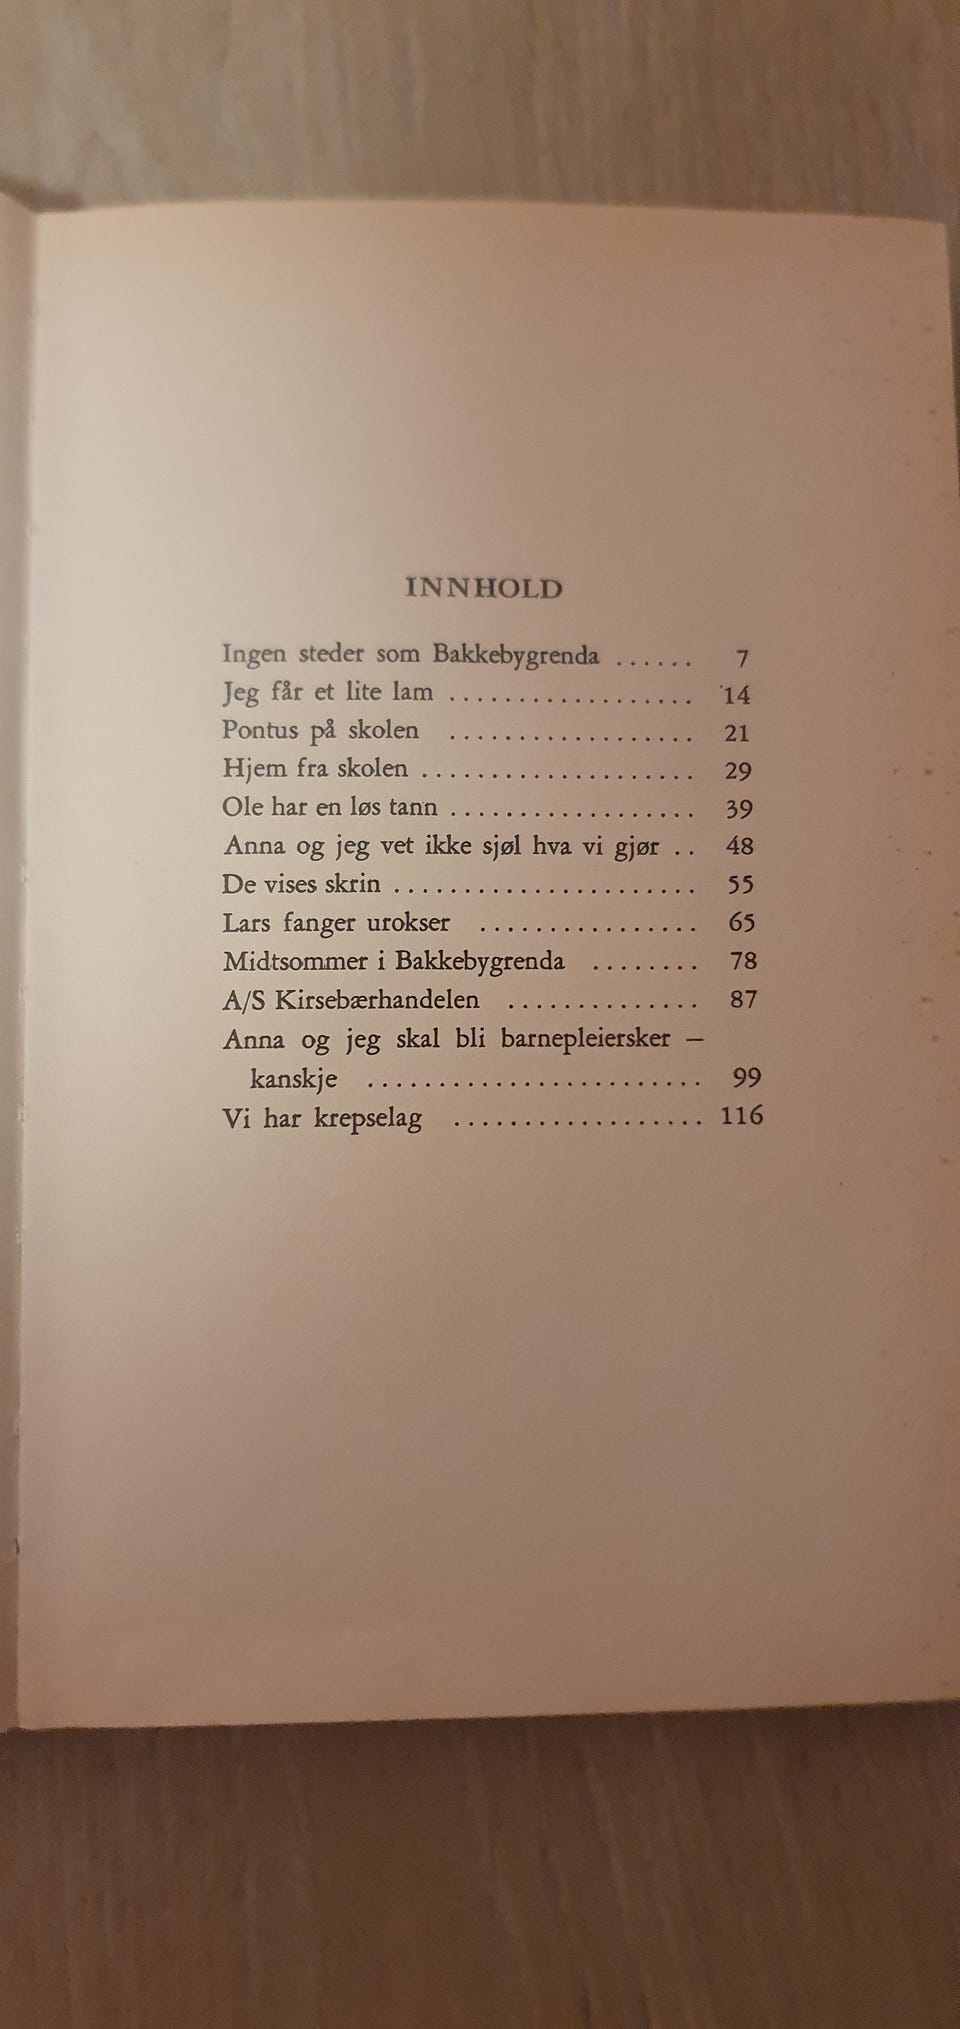 INNHOLD
Ingen steder som Bakkebygrenda ...... 7
Jeg får et lite lam .................. 14
Pontus på skolen .................. 21
Hjem fra skolen .................... 29
Ole har en løs tann .................. 39
Anna og jeg vet ikke sjøl hva vi gjør .. 48
De vises skrin ...................... 55
Lars fanger urokser ................ 65
Midtsommer i Bakkebygrenda ........ 78
A/S Kirsebærhandelen .............. 87
Anna og jeg skal bli barnepleiersker –
kanskje ........................ 99
Vi har krepselag .................. 116